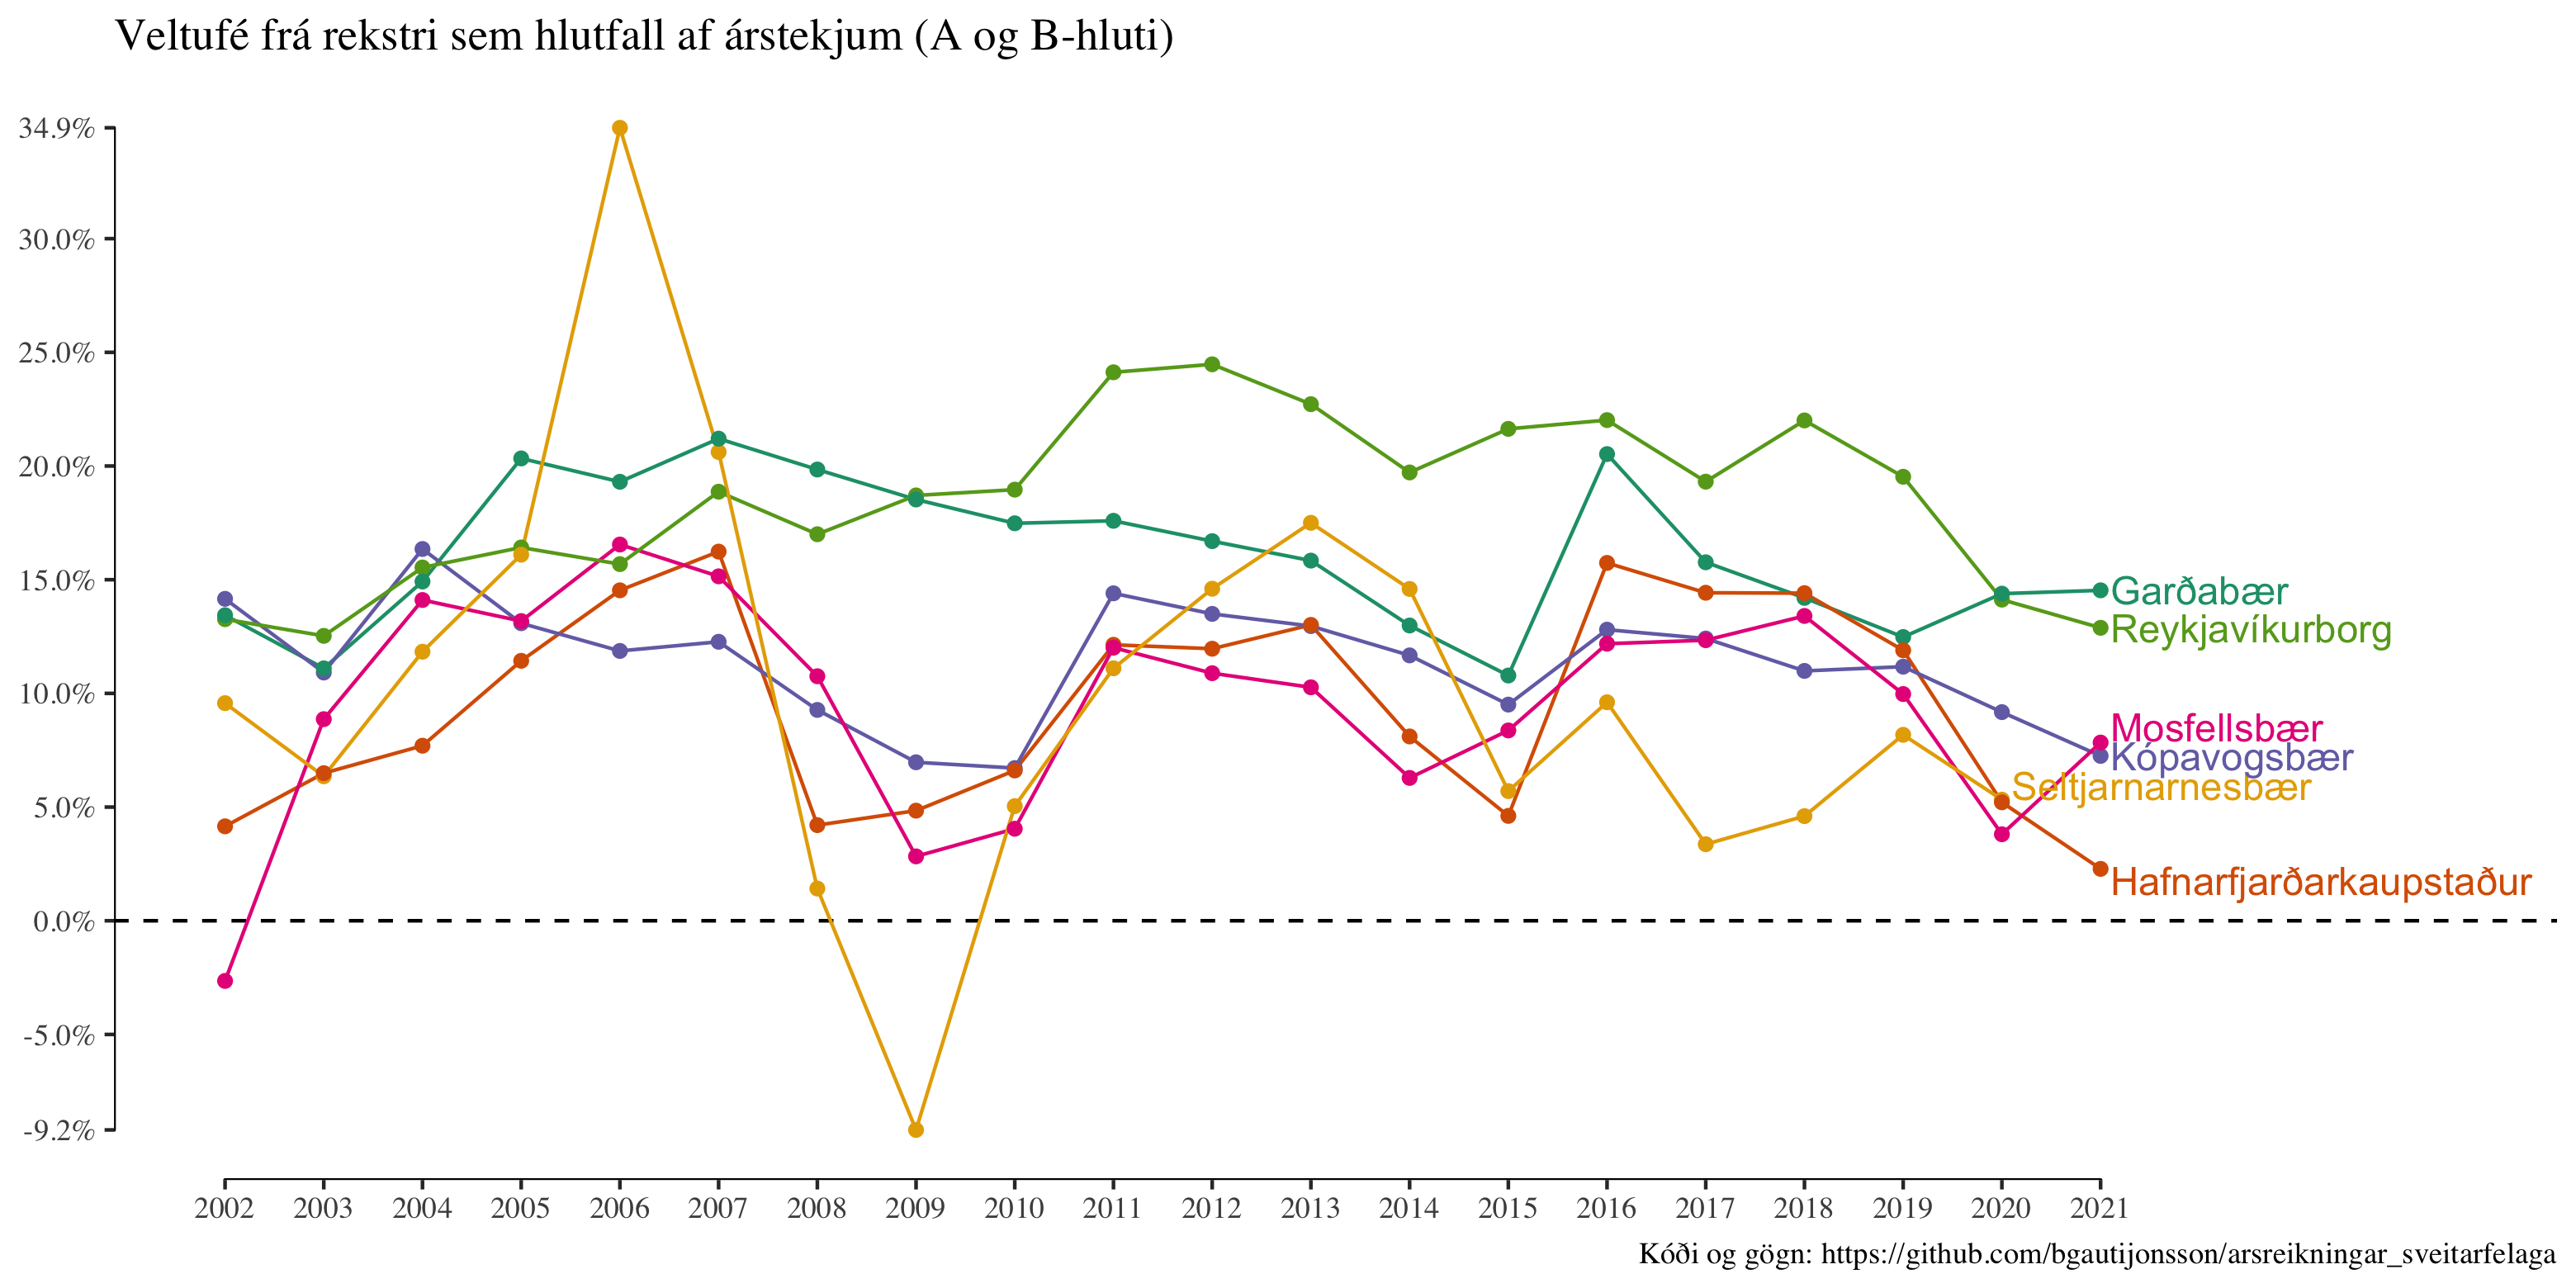 Veltufé frá rekstri sem hlutfall af árstekjum (A og B-hluti)
34.9%
30.0%
25.0%
20.0%
15.0%
10.0%
5.0%
0.0%
-5.0%
-9.2%
Garðabær
Reykjavíkurborg
Mosfellsbær
Kópavogsbær
Seltjarnarnesbær
Hafnarfjarðarkaupstaður
2002 2003 2004 2005 2006 2007 2008 2009 2010 2011 2012 2013 2014 2015 2016 2017 2018 2019 2020 2021
Kóði og gögn: https://github.com/bgautijonsson/arsreikningar_sveitarfelaga